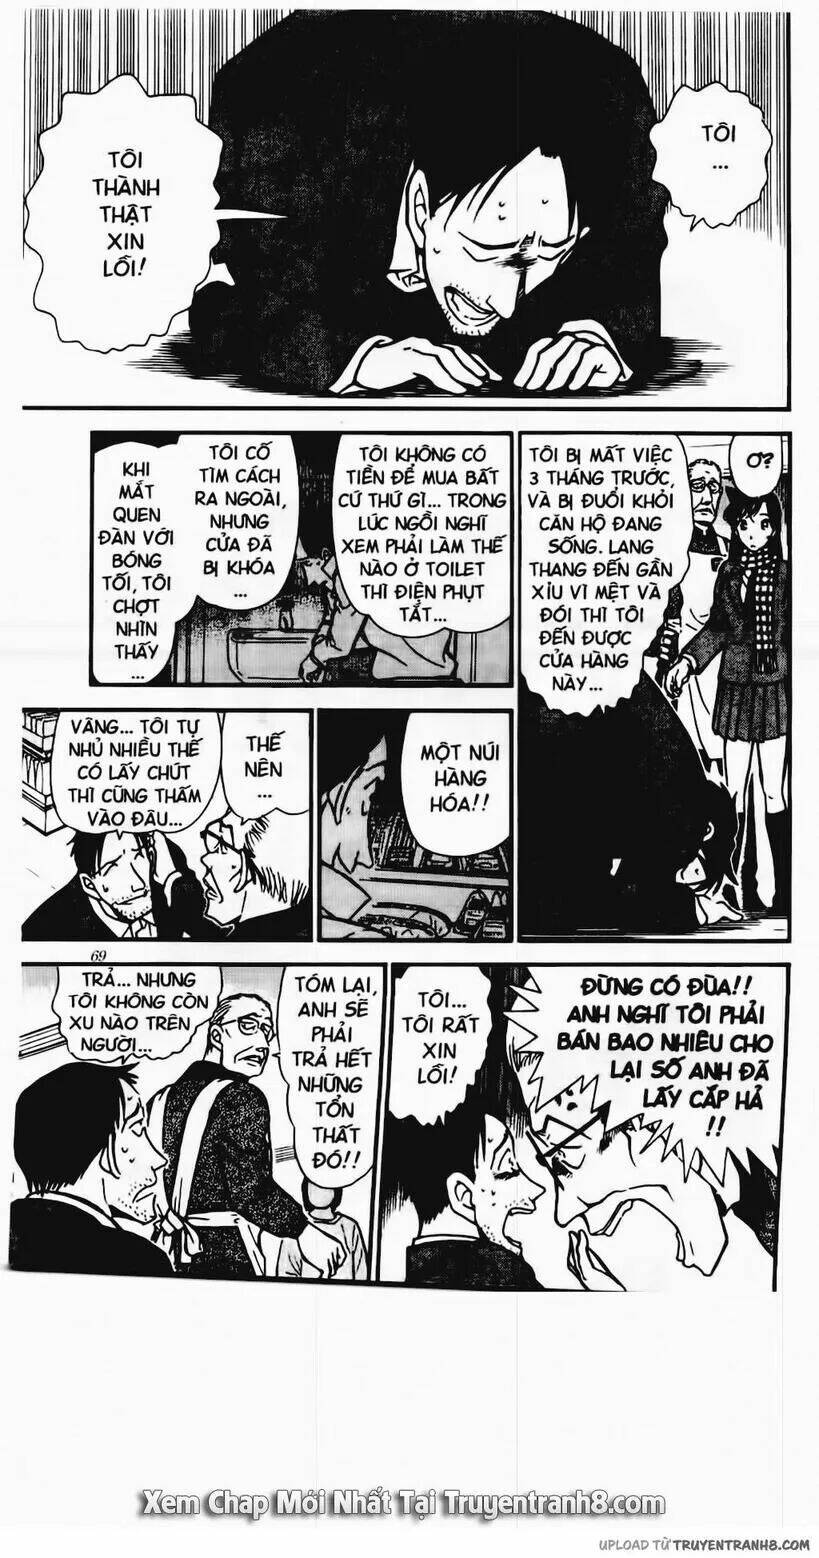 TÔI
...
TÔI
THÀNH
THẬT
XIN
LỒI!
Ơ?
TÔI BỊ MẤT VIỆC
3 THÁNG TRƯỚC,
VÀ BỊ ĐUỔI KHỎI
CĂN HỘ ĐANG
SỐNG. LANG
THANG ĐẾN GẦN
XỈU VÌ MỆT VÀ
ĐÓI THÌ TÔI
ĐẾN ĐƯỢC
CỬA HÀNG
NÀY...
TÔI KHÔNG CÓ
TIỀN ĐỂ MUA BẤT
CỨ THỨ GÌ... TRONG
LÚC NGỒI NGHĨ
XEM PHẢI LÀM THẾ
NÀO Ở TOILET
THÌ ĐIỆN PHỤT
TẮT...
TÔI CỐ
TÌM CÁCH
RA NGOÀI,
NHƯNG
CỬA ĐÃ
BỊ KHÓA
...
KHI
MẮT
QUEN
DẦN VỚI
BÓNG
TỐI, TÔI
CHỢT
NHÌN
THẤY
...
MỘT NÚI
HÀNG
HÓA!!
THẾ
NÊN
...
VÂNG... TÔI TỰ
NHỦ NHIỀU THẾ
CÓ LẤY CHÚT
THÌ CŨNG THẤM
VÀO ĐÂU...
69
ĐỪNG CÓ ĐÙA!!
ANH NGHĨ TÔI PHẢI
BÁN BAO NHIÊU CHO
LẠI SỐ ANH ĐÃ
LẤY CẮP HẢ
!!
TÔI...
TÔI RẤT
XIN
LỒI!
TÓM LẠI,
ANH SẼ
PHẢI
TRẢ HẾT
NHỮNG
TỔN
THẤT
ĐÓ!!
TRẢ... NHƯNG
TÔI KHÔNG CÒN
XU NÀO TRÊN
NGƯỜI...
Xem Chap Mới Nhất Tại Truyentranh8.com
UPLOAD TỪ TRUYENTRANH8.COM